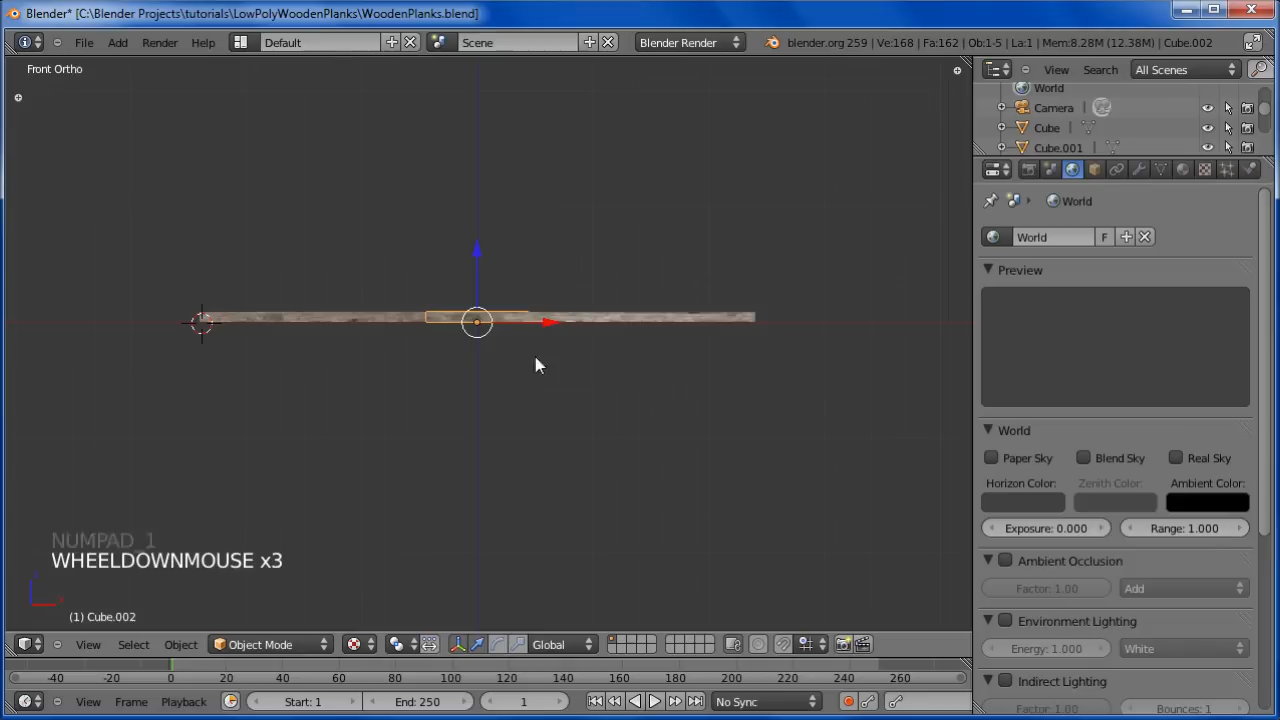 Blender* [C:\Blender Projects\tutorials\LowPolyWoodenPlanks\WoodenPlanks.blend]
File Add Render Help Default Scene Blender Render blender.org 259 | Ve:168 | Fa:162 | Ob:1-5 | La:1 | Mem:8.28M (12.38M) | Cube.002
Front Ortho
View Search All Scenes
World
Camera
Cube
Cube.001
World
World F
Preview
World
Paper Sky Blend Sky Real Sky
Horizon Color: Zenith Color: Ambient Color:
Exposure: 0.000 Range: 1.000
Ambient Occlusion
Factor: 1.00 Add
Environment Lighting
Energy: 1.000 White
Indirect Lighting
Factor: 1.00 Bounces: 1
NUMPAD_1
WHEELDOWNMOUSE x3
(1) Cube.002
View Select Object Object Mode Global
-40 -20 0 20 40 60 80 100 120 140 160 180 200 220 240 260
View Frame Playback Start: 1 End: 250 1 No Sync